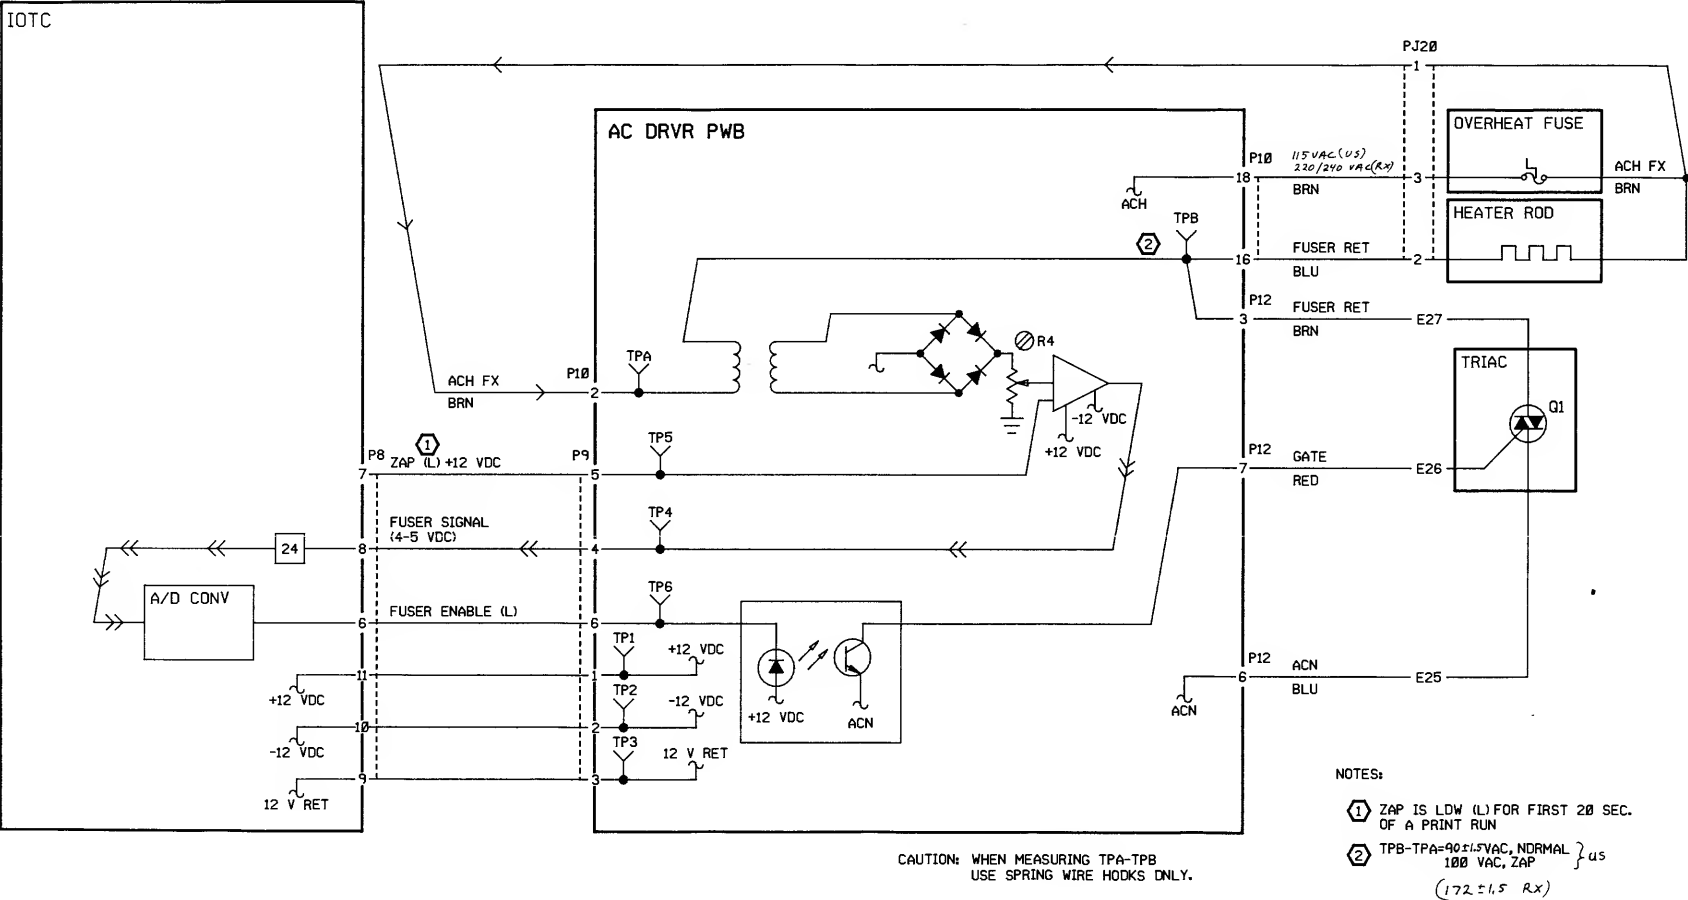 IOTC
PJ20
1
AC DRVR PWB
OVERHEAT FUSE
P10
115 VAC (US)
220/240 VAC (RX)
18
3
ACH FX
BRN
BRN
ACH
HEATER ROD
TPB
2
FUSER RET
16
2
BLU
P12
FUSER RET
3
E27
BRN
R4
TPA
TRIAC
P10
ACH FX
2
BRN
Q1
-12 VDC
+12 VDC
1
P8
ZAP (L) +12 VDC
P9
TP5
7
5
P12
GATE
7
E26
RED
FUSER SIGNAL
(4-5 VDC)
TP4
24
8
4
A/D CONV
FUSER ENABLE (L)
TP6
6
6
TP1
+12 VDC
11
1
+12 VDC
TP2
-12 VDC
+12 VDC
ACN
P12
ACN
6
E25
BLU
ACN
10
2
-12 VDC
TP3
12 V RET
9
3
12 V RET
NOTES:
1 ZAP IS LOW (L) FOR FIRST 20 SEC.
OF A PRINT RUN
2 TPB-TPA=90±1.5VAC, NORMAL
100 VAC, ZAP } US
(172±1.5 RX)
CAUTION: WHEN MEASURING TPA-TPB
USE SPRING WIRE HOOKS ONLY.